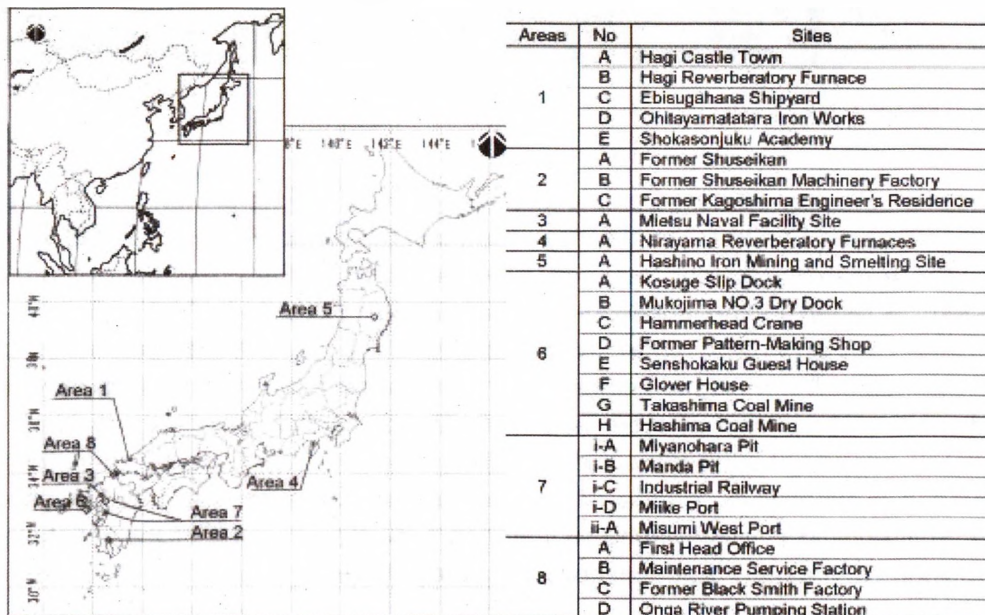 Areas No Sites
1
A Hagi Castle Town
B Hagi Reverberatory Furnace
C Ebisugahana Shipyard
D Ohitayamatatara Iron Works
E Shokasonjuku Academy
2
A Former Shuseikan
B Former Shuseikan Machinery Factory
C Former Kagoshima Engineer's Residence
3 A Mietsu Naval Facility Site
4 A Nirayama Reverberatory Furnaces
5 A Hashino Iron Mining and Smelting Site
6
A Kosuge Slip Dock
B Mukojima NO.3 Dry Dock
C Hammerhead Crane
D Former Pattern-Making Shop
E Senshokaku Guest House
F Glover House
G Takashima Coal Mine
H Hashima Coal Mine
7
i-A Miyanohara Pit
i-B Manda Pit
i-C Industrial Railway
i-D Miike Port
ii-A Misumi West Port
8
A First Head Office
B Maintenance Service Factory
C Former Black Smith Factory
D Onga River Pumping Station
144°E
Area 5
Area 1
Area 8
Area 3
Area 6
Area 4
Area 7
Area 2
34°N
32°N
30°N